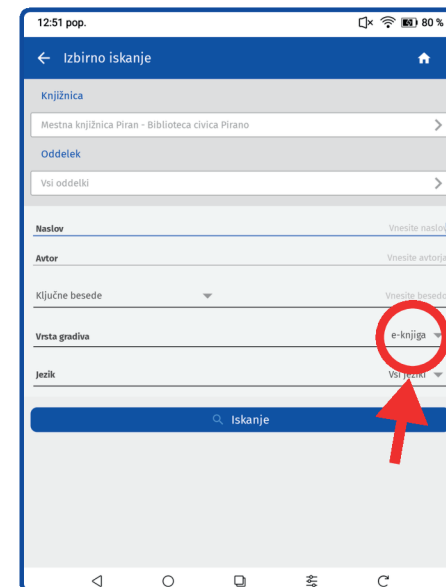 12:51 pop. 80 %
Izbirno iskanje
Knjižnica
Mestna knjižnica Piran - Biblioteca civica Pirano
Oddelek
Vsi oddelki
Naslov Vnesite naslov
Avtor Vnesite avtorja
Ključne besede Vnesite besedo
Vrsta gradiva e-knjiga
Jezik Vsi jeziki
Iskanje